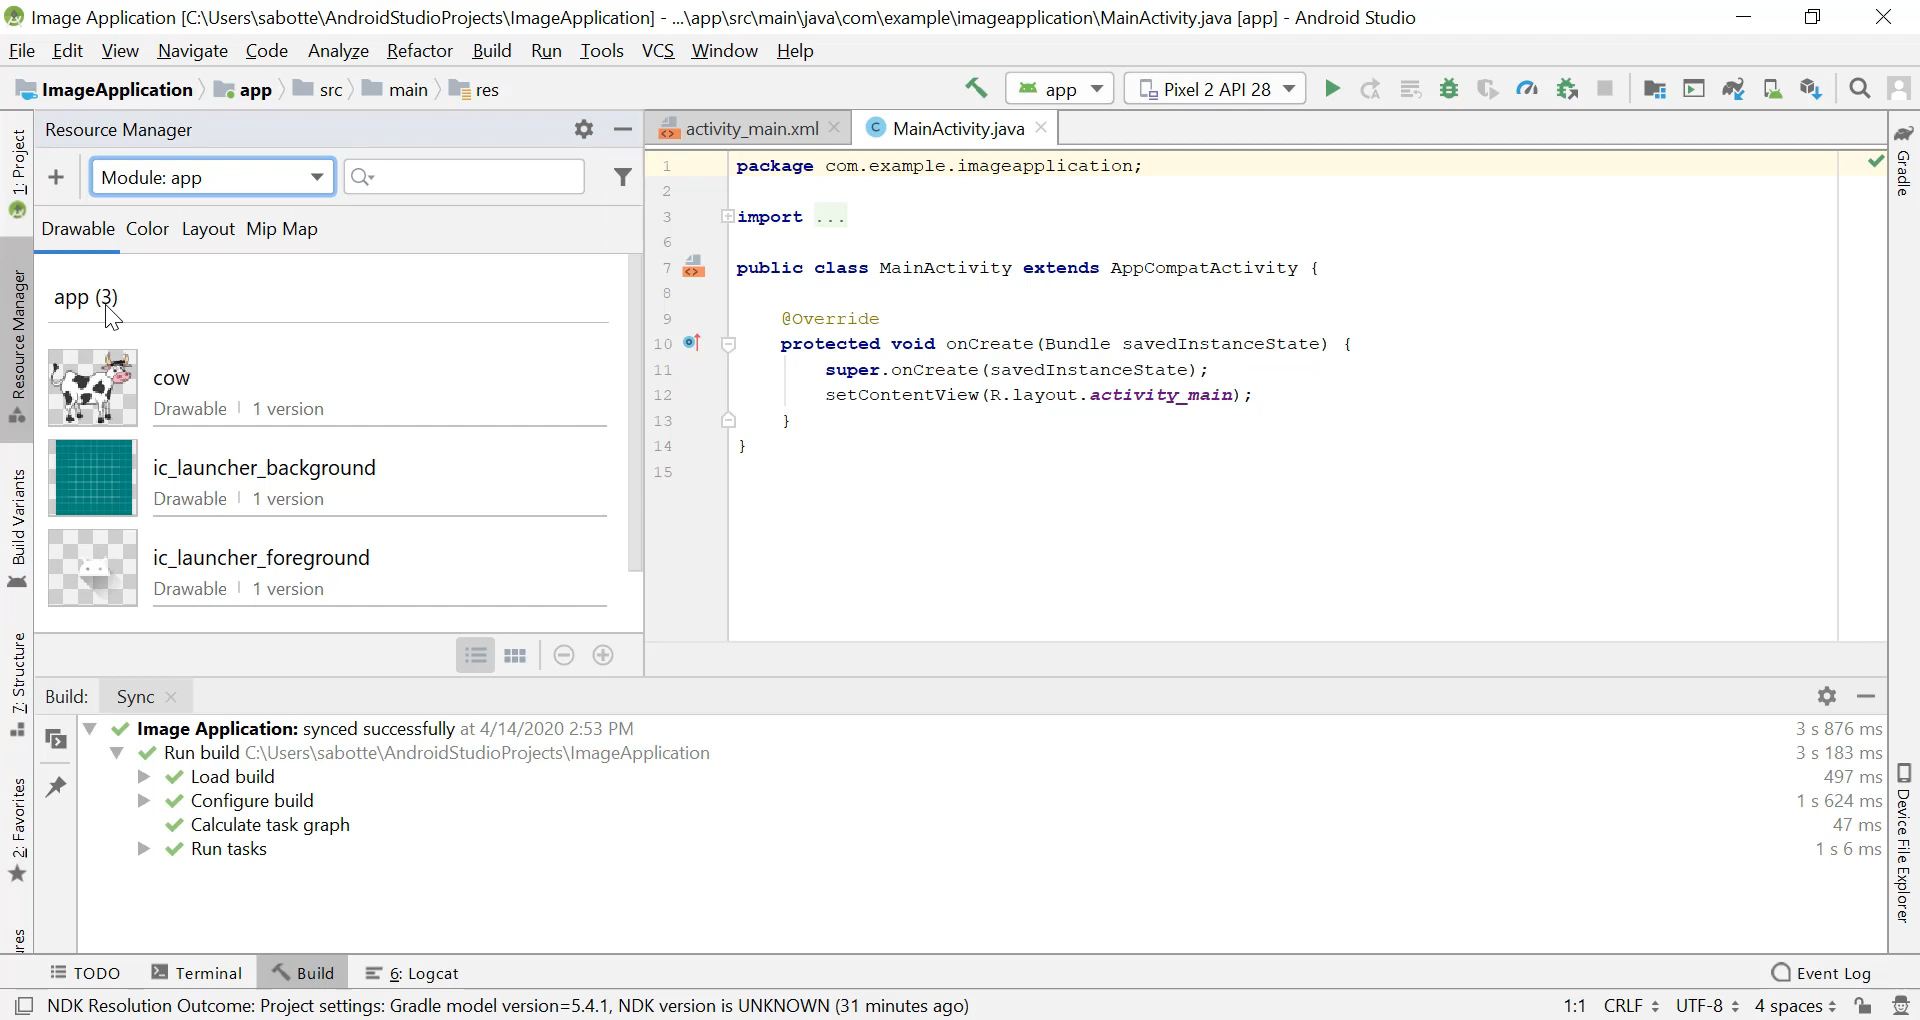 Image Application [C:\Users\sabotte\AndroidStudioProjects\ImageApplication] - ...\app\src\main\java\com\example\imageapplication\MainActivity.java [app] - Android Studio
File Edit View Navigate Code Analyze Refactor Build Run Tools VCS Window Help
ImageApplication app src main res app Pixel 2 API 28
Resource Manager
activity_main.xml MainActivity.java
Module: app
Drawable Color Layout Mip Map
app (3)
cow
Drawable 1 version
ic_launcher_background
Drawable 1 version
ic_launcher_foreground
Drawable 1 version
1 package com.example.imageapplication;
2
3 import ...
6
7 public class MainActivity extends AppCompatActivity {
8
9 @Override
10 protected void onCreate(Bundle savedInstanceState) {
11 super.onCreate(savedInstanceState);
12 setContentView(R.layout.activity_main);
13 }
14 }
15
1: Project
Resource Manager
Build Variants
7: Structure
2: Favorites
Gradle
Device File Explorer
Build: Sync
Image Application: synced successfully at 4/14/2020 2:53 PM 3 s 876 ms
Run build C:\Users\sabotte\AndroidStudioProjects\ImageApplication 3 s 183 ms
Load build 497 ms
Configure build 1 s 624 ms
Calculate task graph 47 ms
Run tasks 1 s 6 ms
TODO Terminal Build 6: Logcat Event Log
NDK Resolution Outcome: Project settings: Gradle model version=5.4.1, NDK version is UNKNOWN (31 minutes ago) 1:1 CRLF UTF-8 4 spaces